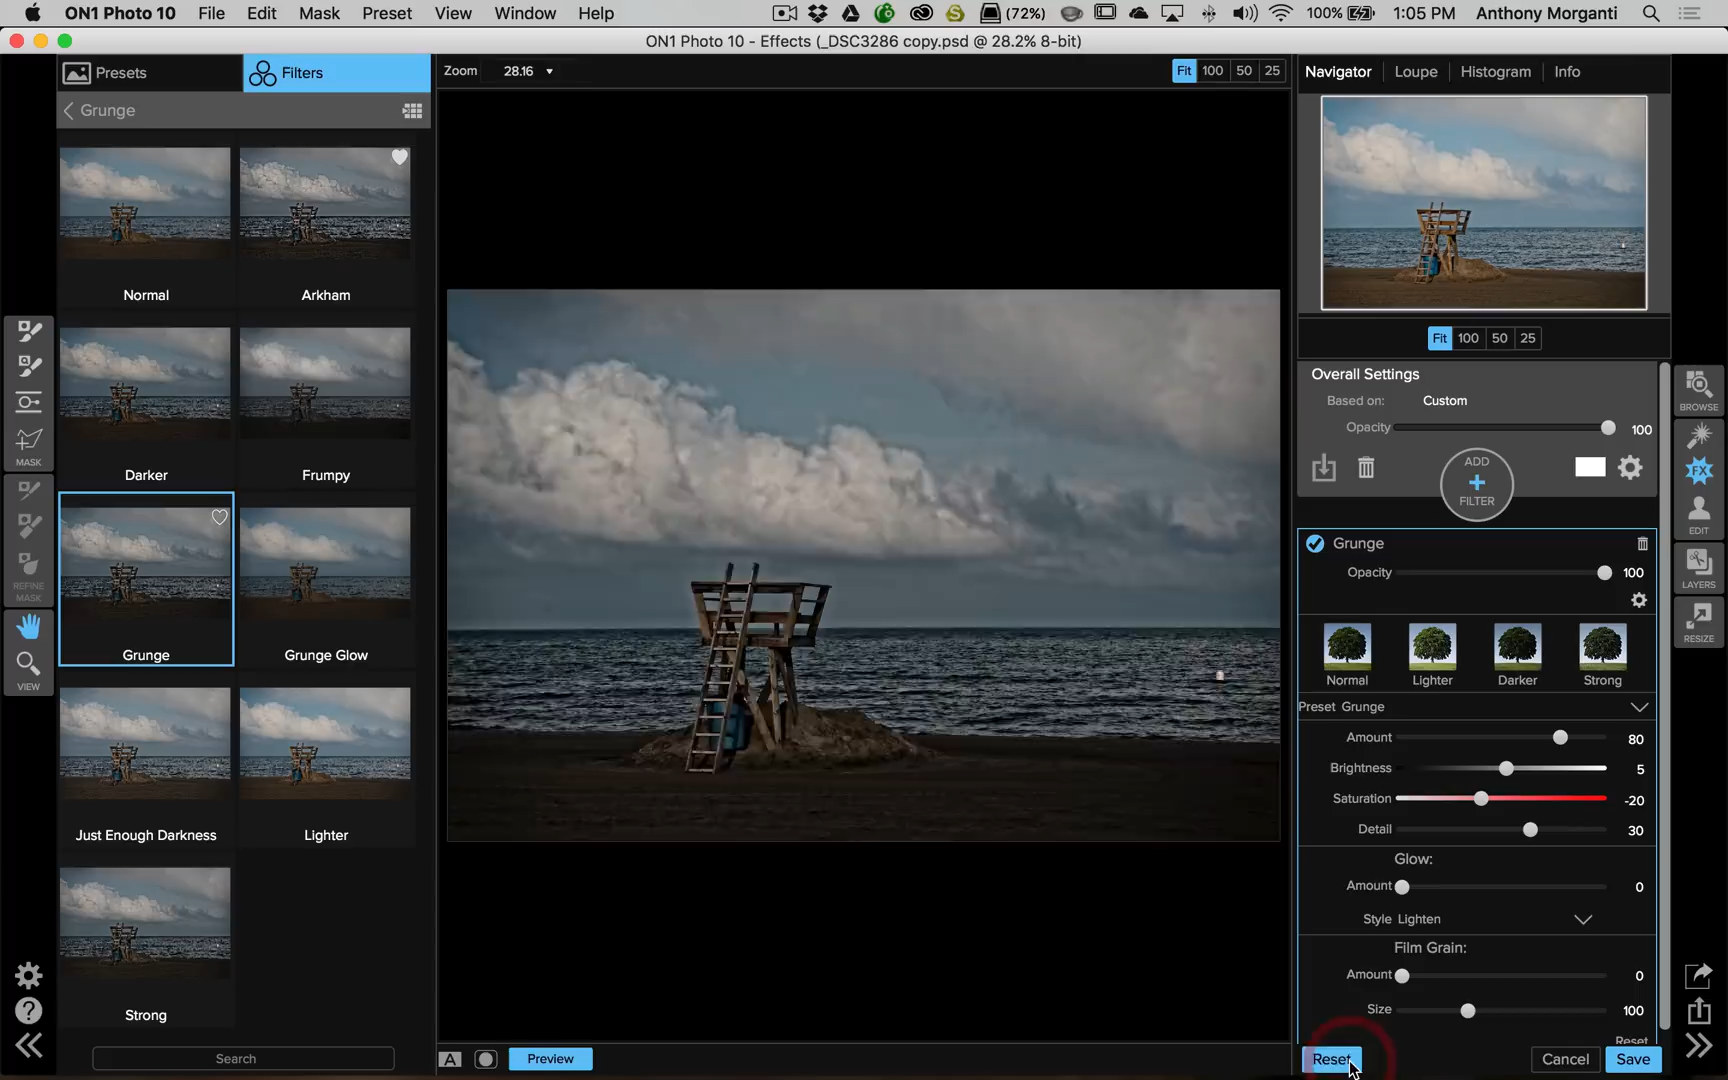 ON1 Photo 10 File Edit Mask Preset View Window Help (72%) 100% 1:05 PM Anthony Morganti
ON1 Photo 10 - Effects (_DSC3286 copy.psd @ 28.2% 8-bit)
Presets Filters
Grunge
Normal Arkham
Darker Frumpy
Grunge Grunge Glow
Just Enough Darkness Lighter
Strong
Search
MASK
REFINE
MASK
VIEW
Zoom 28.16 Fit 100 50 25
A Preview
Navigator Loupe Histogram Info
Fit 100 50 25
Overall Settings
Based on: Custom
Opacity 100
ADD
FILTER
Grunge
Opacity 100
Normal Lighter Darker Strong
Preset Grunge
Amount 80
Brightness 5
Saturation -20
Detail 30
Glow:
Amount 0
Style Lighten
Film Grain:
Amount 0
Size 100
Reset
Reset Cancel Save
BROWSE
FX
EDIT
LAYERS
RESIZE